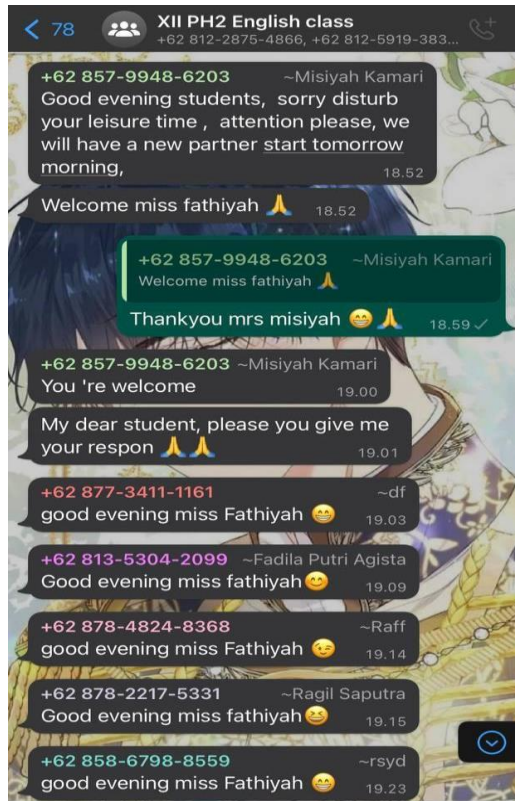 78
XII PH2 English class
+62 812-2875-4866, +62 812-5919-383...
+62 857-9948-6203 ~Misiyah Kamari
Good evening students, sorry disturb
your leisure time , attention please, we
will have a new partner start tomorrow
morning,
18.52
Welcome miss fathiyah 🙏 18.52
+62 857-9948-6203 ~Misiyah Kamari
Welcome miss fathiyah 🙏
Thankyou mrs misiyah 😁🙏 18.59
+62 857-9948-6203 ~Misiyah Kamari
You 're welcome
19.00
My dear student, please you give me
your respon 🙏🙏
19.01
+62 877-3411-1161 ~df
good evening miss Fathiyah 😁 19.03
+62 813-5304-2099 ~Fadila Putri Agista
Good evening miss fathiyah😊 19.09
+62 878-4824-8368 ~Raff
good evening miss Fathiyah 😉 19.14
+62 878-2217-5331 ~Ragil Saputra
Good evening miss fathiyah😆 19.15
+62 858-6798-8559 ~rsyd
good evening miss Fathiyah 😁 19.23